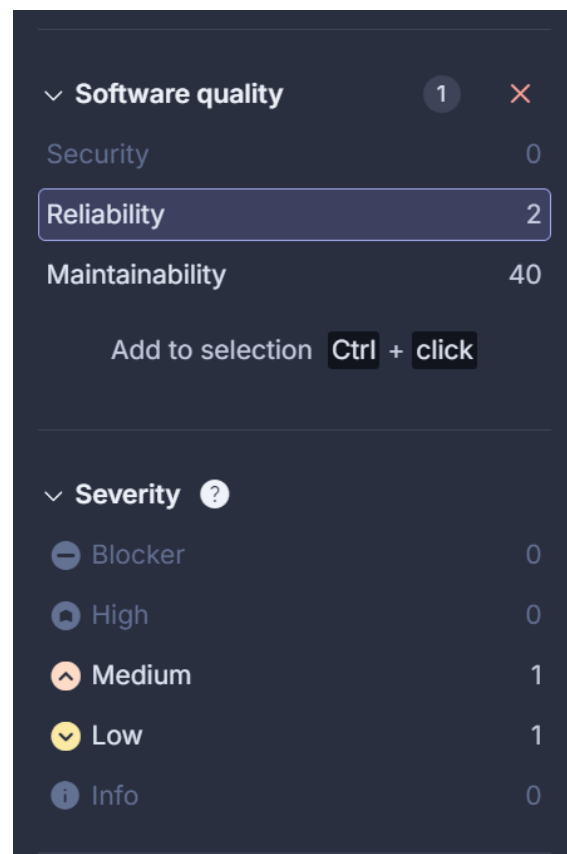 Software quality 1
Security 0
Reliability 2
Maintainability 40
Add to selection Ctrl + click
Severity ?
Blocker 0
High 0
Medium 1
Low 1
Info 0